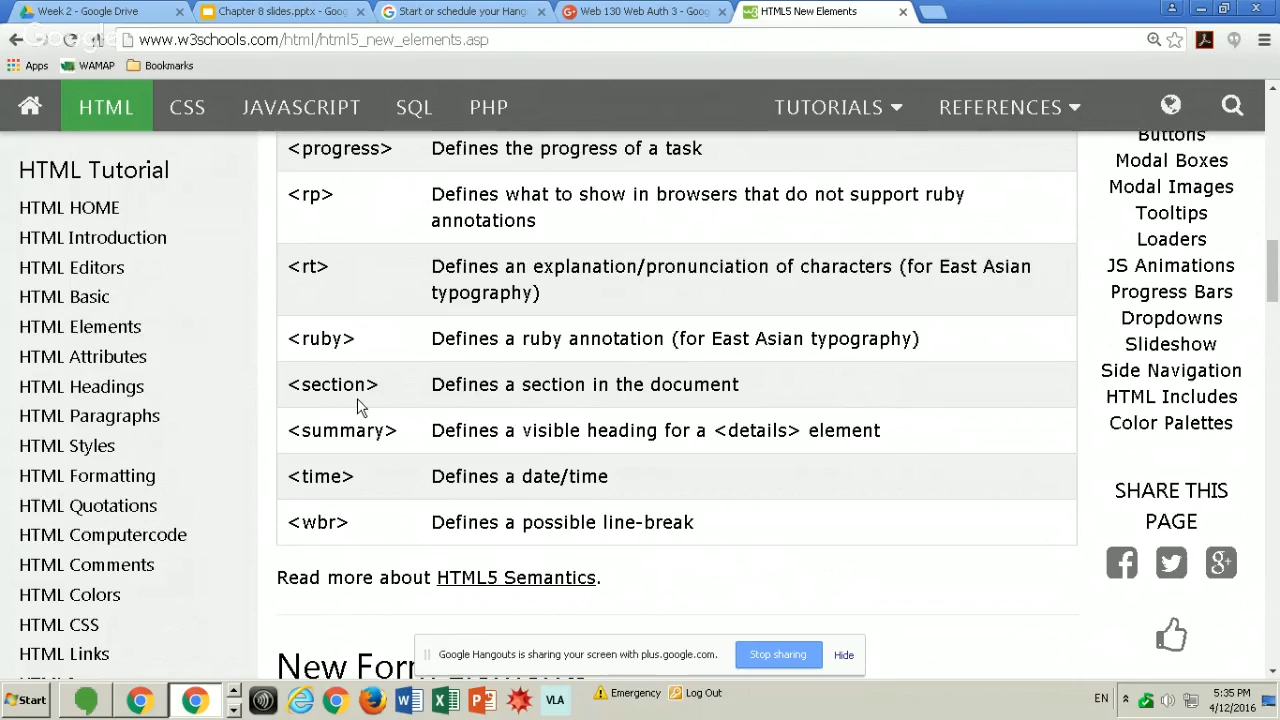 Week 2 - Google Drive
Chapter 8 slides.pptx - Goo
Start or schedule your Hang
Web 130 Web Auth 3 - Goo
HTML5 New Elements
Google
www.w3schools.com/html/html5_new_elements.asp
Apps
WAMAP
Bookmarks
HTML
CSS
JAVASCRIPT
SQL
PHP
TUTORIALS
REFERENCES
HTML Tutorial
HTML HOME
HTML Introduction
HTML Editors
HTML Basic
HTML Elements
HTML Attributes
HTML Headings
HTML Paragraphs
HTML Styles
HTML Formatting
HTML Quotations
HTML Computercode
HTML Comments
HTML Colors
HTML CSS
HTML Links
<progress> Defines the progress of a task
<rp> Defines what to show in browsers that do not support ruby
annotations
<rt> Defines an explanation/pronunciation of characters (for East Asian
typography)
<ruby> Defines a ruby annotation (for East Asian typography)
<section> Defines a section in the document
<summary> Defines a visible heading for a <details> element
<time> Defines a date/time
<wbr> Defines a possible line-break
Read more about HTML5 Semantics.
New For
Buttons
Modal Boxes
Modal Images
Tooltips
Loaders
JS Animations
Progress Bars
Dropdowns
Slideshow
Side Navigation
HTML Includes
Color Palettes
SHARE THIS
PAGE
Google Hangouts is sharing your screen with plus.google.com.
Stop sharing
Hide
Start
VLA
Emergency
Log Out
EN
5:35 PM
4/12/2016